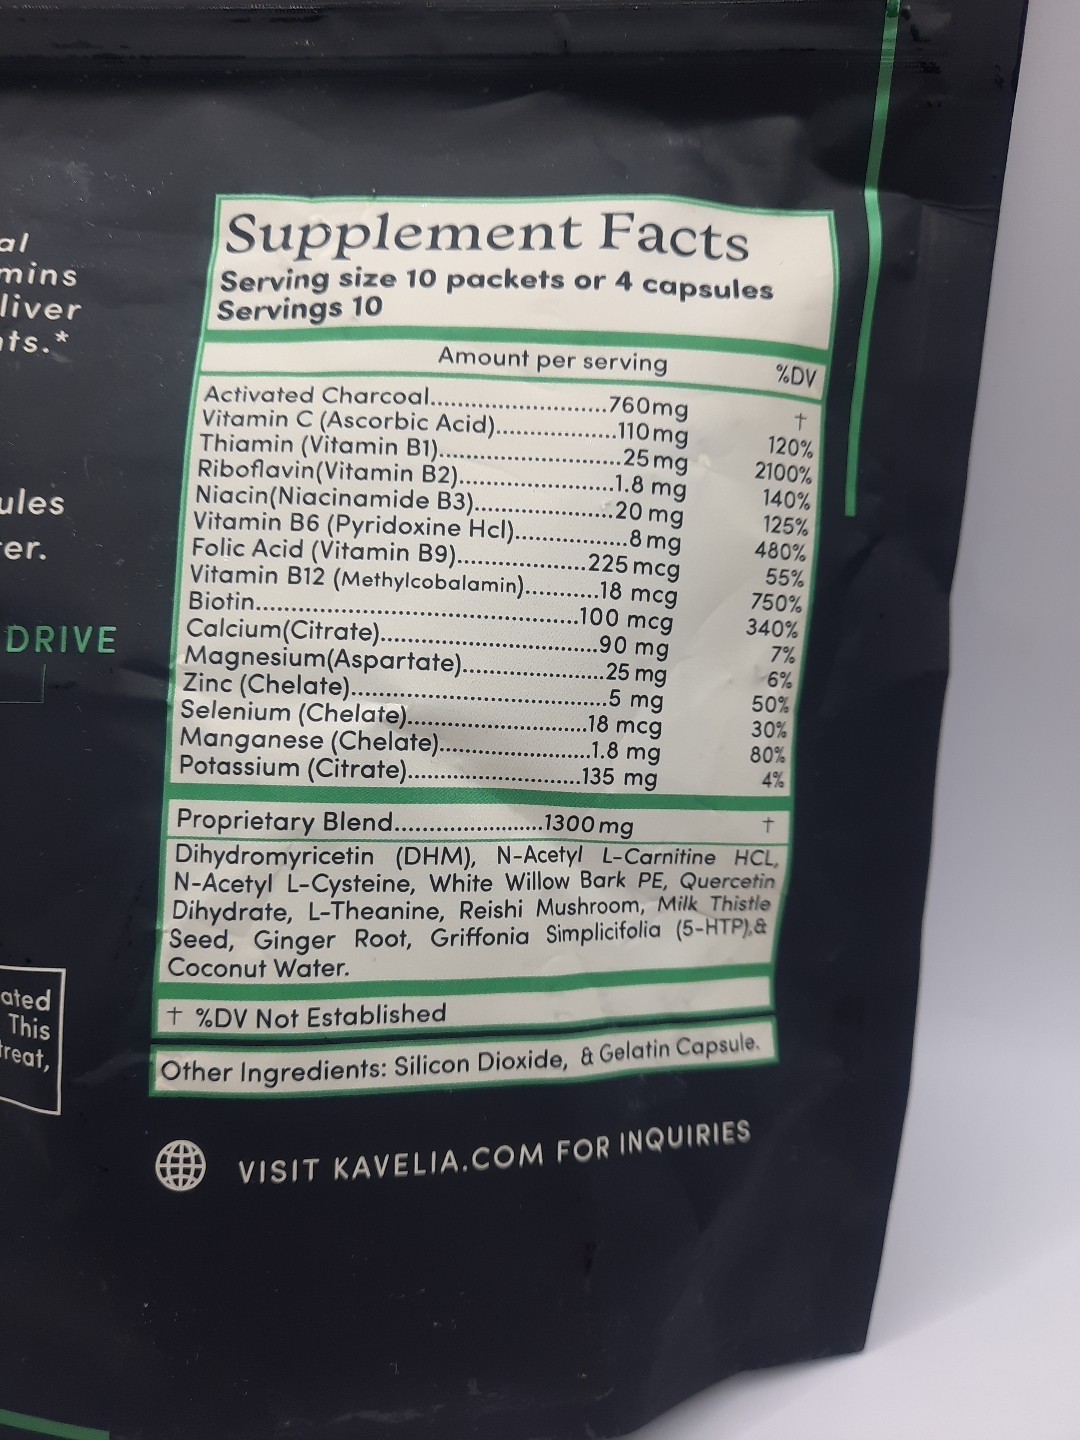 al
mins
liver
ts.*
ules
er.
DRIVE
ated
This
treat,
Supplement Facts
Serving size 10 packets or 4 capsules
Servings 10
Amount per serving %DV
Activated Charcoal..........................760mg †
Vitamin C (Ascorbic Acid)..................110mg 120%
Thiamin (Vitamin B1)...........................25mg 2100%
Riboflavin(Vitamin B2).......................1.8 mg 140%
Niacin(Niacinamide B3).....................20 mg 125%
Vitamin B6 (Pyridoxine Hcl)................8mg 480%
Folic Acid (Vitamin B9)...................225mcg 55%
Vitamin B12 (Methylcobalamin)...........18 mcg 750%
Biotin................................................100 mcg 340%
Calcium(Citrate)................................90 mg 7%
Magnesium(Aspartate).....................25 mg 6%
Zinc (Chelate)......................................5 mg 50%
Selenium (Chelate)..........................18 mcg 30%
Manganese (Chelate)......................1.8 mg 80%
Potassium (Citrate).........................135 mg 4%
Proprietary Blend......................1300mg †
Dihydromyricetin (DHM), N-Acetyl L-Carnitine HCL,
N-Acetyl L-Cysteine, White Willow Bark PE, Quercetin
Dihydrate, L-Theanine, Reishi Mushroom, Milk Thistle
Seed, Ginger Root, Griffonia Simplicifolia (5-HTP),&
Coconut Water.
† %DV Not Established
Other Ingredients: Silicon Dioxide, & Gelatin Capsule.
VISIT KAVELIA.COM FOR INQUIRIES